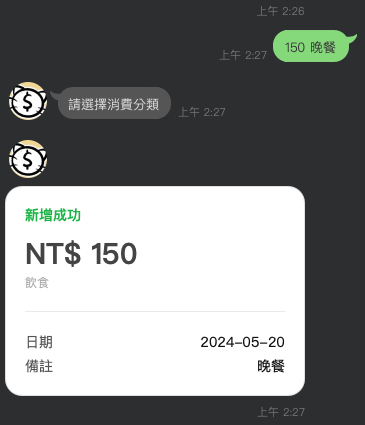 上午 2:26
150 晚餐
上午 2:27
請選擇消費分類
上午 2:27
$
$
新增成功
NT$ 150
飲食
日期 2024-05-20
備註 晚餐
上午 2:27